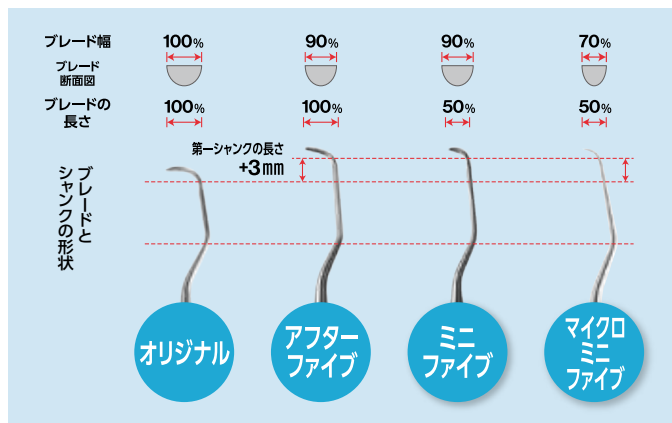 ブレード幅
100%
90%
90%
70%
ブレード
断面図
ブレードの
長さ
100%
100%
50%
50%
第一シャンクの長さ
+3mm
ブレードと
シャンクの形状
オリジナル
アフター
ファイブ
ミニ
ファイブ
マイクロ
ミニ
ファイブ